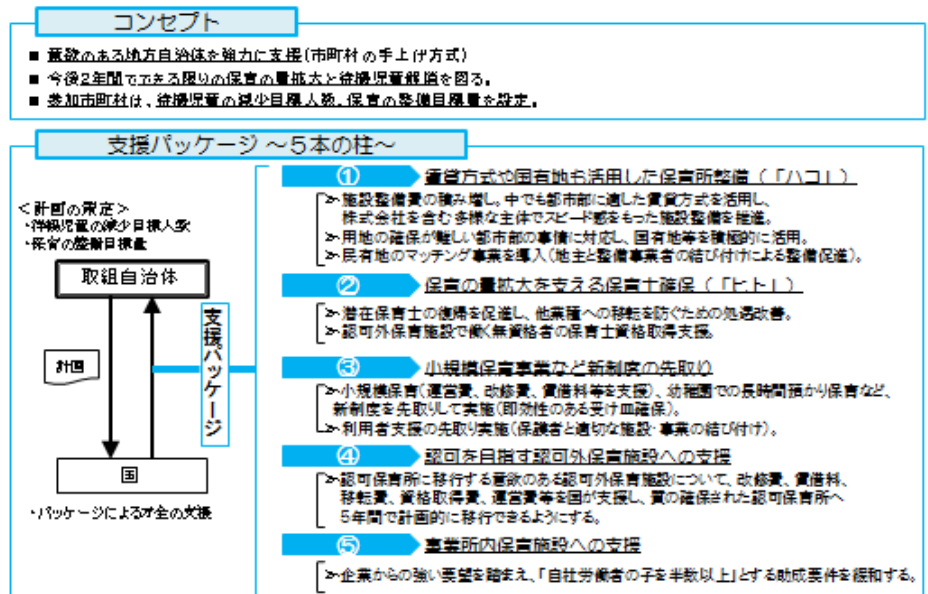 コンセプト
■ 意欲のある地方自治体を強力に支援(市町村の手上げ方式)
■ 今後2年間でできる限りの保育の量拡大と待機児童解消を図る。
■ 参加市町村は、待機児童の減少目標人数、保育の整備目標量を設定。
支援パッケージ ～5本の柱～
＜計画の策定＞
・待機児童の減少目標人数
・保育の整備目標量
取組自治体
計画
支援パッケージ
国
・パッケージによる万全の支援
① 賃貸方式や国有地も活用した保育所整備(「ハコ」)
➢施設整備費の積み増し。中でも都市部に適した賃貸方式を活用し、
株式会社を含む多様な主体でスピード感をもった施設整備を推進。
➢用地の確保が難しい都市部の事情に対応し、国有地等を積極的に活用。
➢民有地のマッチング事業を導入(地主と整備事業者の結び付けによる整備促進)。
② 保育の量拡大を支える保育士確保(「ヒト」)
➢潜在保育士の復帰を促進し、他業種への移転を防ぐための処遇改善。
➢認可外保育施設で働く無資格者の保育士資格取得支援。
③ 小規模保育事業など新制度の先取り
➢小規模保育(運営費、改修費、賃借料等を支援)、幼稚園での長時間預かり保育など、
新制度を先取りして実施(即効性のある受け皿確保)。
➢利用者支援の先取り実施(保護者と適切な施設・事業の結び付け)。
④ 認可を目指す認可外保育施設への支援
➢認可保育所に移行する意欲のある認可外保育施設について、改修費、賃借料、
移転費、資格取得費、運営費等を国が支援し、質の確保された認可保育所へ
5年間で計画的に移行できるようにする。
⑤ 事業所内保育施設への支援
➢企業からの強い要望を踏まえ、「自社労働者の子を半数以上」とする助成要件を緩和する。